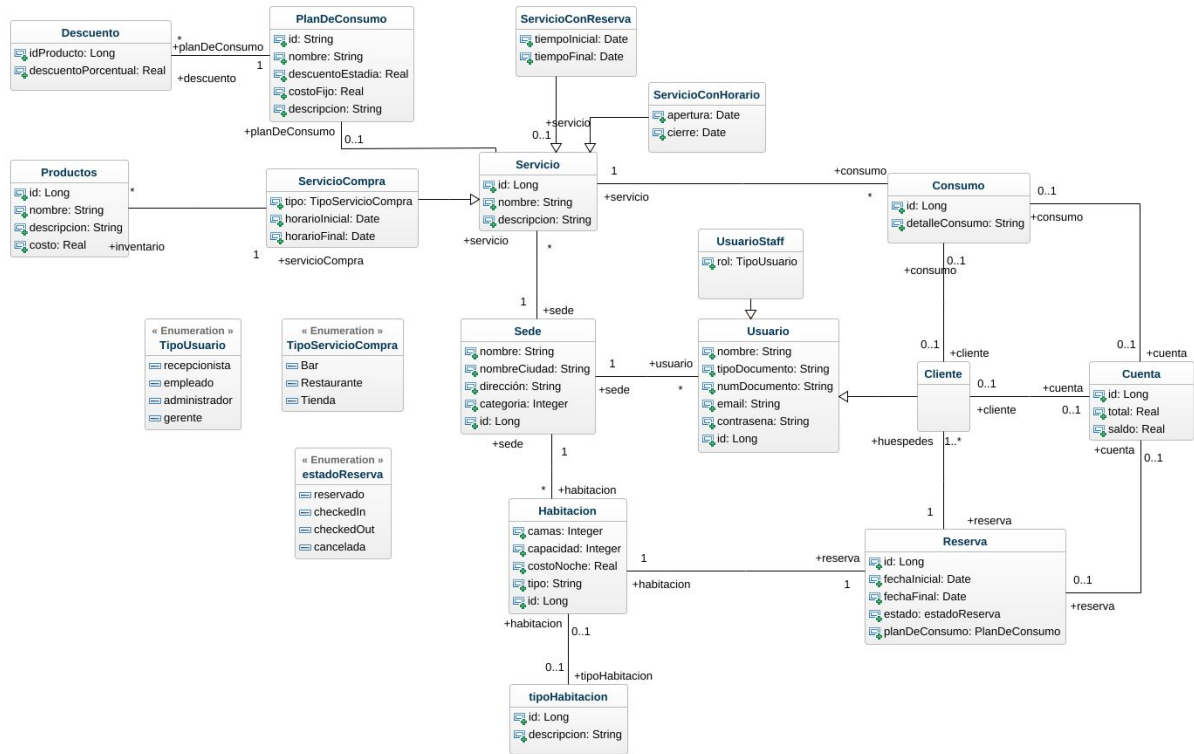 Descuento
idProducto: Long
descuentoPorcentual: Real
*
+planDeConsumo
1
+descuento
PlanDeConsumo
id: String
nombre: String
descuentoEstadia: Real
costoFijo: Real
descripcion: String
+planDeConsumo
0..1
ServicioConReserva
tiempoInicial: Date
tiempoFinal: Date
+servicio
0..1
ServicioConHorario
apertura: Date
cierre: Date
Productos
id: Long
nombre: String
descripcion: String
costo: Real
*
+inventario
ServicioCompra
tipo: TipoServicioCompra
horarioInicial: Date
horarioFinal: Date
1
+servicioCompra
Servicio
id: Long
nombre: String
descripcion: String
+servicio
*
1
+servicio
+consumo
*
Consumo
id: Long
detalleConsumo: String
0..1
+consumo
0..1
+consumo
UsuarioStaff
rol: TipoUsuario
« Enumeration »
TipoUsuario
recepcionista
empleado
administrador
gerente
« Enumeration »
TipoServicioCompra
Bar
Restaurante
Tienda
1
+sede
Sede
nombre: String
nombreCiudad: String
dirección: String
categoria: Integer
id: Long
1
+sede
+usuario
*
Usuario
nombre: String
tipoDocumento: String
numDocumento: String
email: String
contrasena: String
id: Long
0..1
+cliente
Cliente
0..1
+cliente
+cuenta
0..1
0..1
+cuenta
Cuenta
id: Long
total: Real
saldo: Real
+cuenta
0..1
+huespedes
1..*
+sede
1
« Enumeration »
estadoReserva
reservado
checkedIn
checkedOut
cancelada
*
+habitacion
Habitacion
camas: Integer
capacidad: Integer
costoNoche: Real
tipo: String
id: Long
1
+habitacion
+reserva
1
1
+reserva
Reserva
id: Long
fechaInicial: Date
fechaFinal: Date
estado: estadoReserva
planDeConsumo: PlanDeConsumo
0..1
+reserva
+habitacion
0..1
0..1
+tipoHabitacion
tipoHabitacion
id: Long
descripcion: String